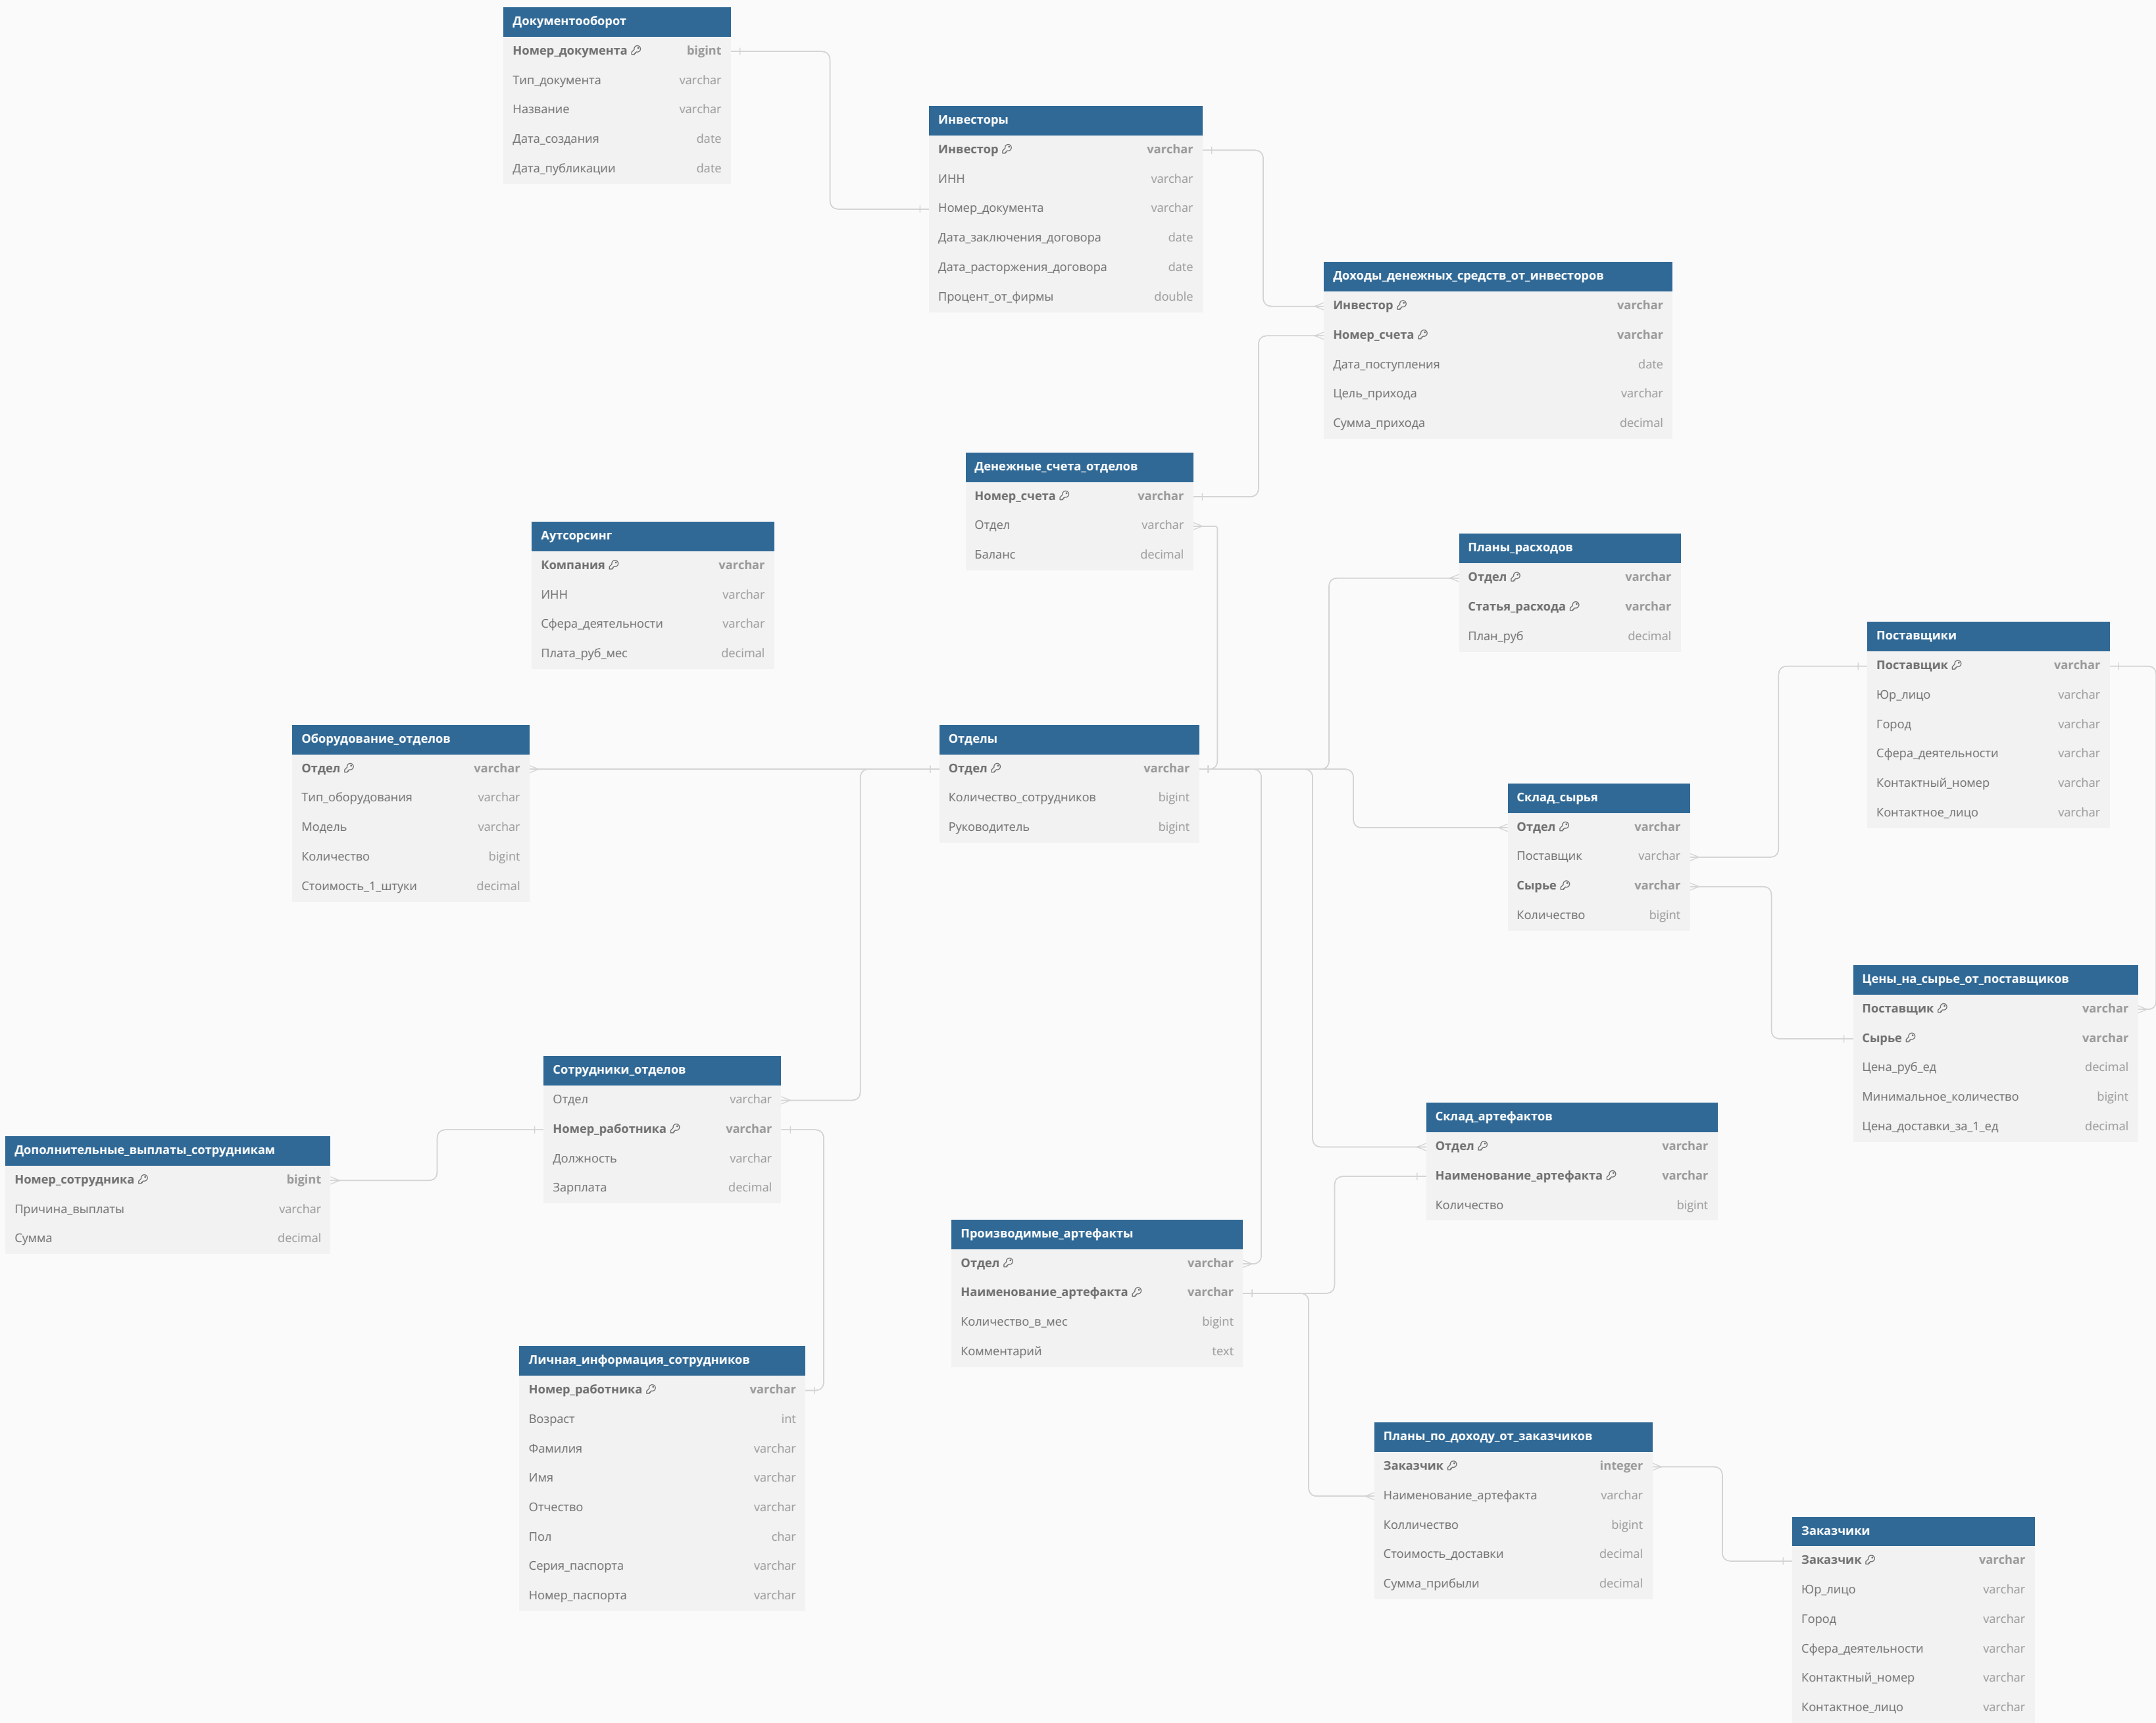 Документооборот
Номер_документа bigint
Тип_документа varchar
Название varchar
Дата_создания date
Дата_публикации date
Инвесторы
Инвестор varchar
ИНН varchar
Номер_документа varchar
Дата_заключения_договора date
Дата_расторжения_договора date
Процент_от_фирмы double
Доходы_денежных_средств_от_инвесторов
Инвестор varchar
Номер_счета varchar
Дата_поступления date
Цель_прихода varchar
Сумма_прихода decimal
Денежные_счета_отделов
Номер_счета varchar
Отдел varchar
Баланс decimal
Аутсорсинг
Компания varchar
ИНН varchar
Сфера_деятельности varchar
Плата_руб_мес decimal
Планы_расходов
Отдел varchar
Статья_расхода varchar
План_руб decimal
Поставщики
Поставщик varchar
Юр_лицо varchar
Город varchar
Сфера_деятельности varchar
Контактный_номер varchar
Контактное_лицо varchar
Оборудование_отделов
Отдел varchar
Тип_оборудования varchar
Модель varchar
Количество bigint
Стоимость_1_штуки decimal
Отделы
Отдел varchar
Количество_сотрудников bigint
Руководитель bigint
Склад_сырья
Отдел varchar
Поставщик varchar
Сырье varchar
Количество bigint
Цены_на_сырье_от_поставщиков
Поставщик varchar
Сырье varchar
Цена_руб_ед decimal
Минимальное_количество bigint
Цена_доставки_за_1_ед decimal
Сотрудники_отделов
Отдел varchar
Номер_работника varchar
Должность varchar
Зарплата decimal
Склад_артефактов
Отдел varchar
Наименование_артефакта varchar
Количество bigint
Дополнительные_выплаты_сотрудникам
Номер_сотрудника bigint
Причина_выплаты varchar
Сумма decimal
Производимые_артефакты
Отдел varchar
Наименование_артефакта varchar
Количество_в_мес bigint
Комментарий text
Личная_информация_сотрудников
Номер_работника varchar
Возраст int
Фамилия varchar
Имя varchar
Отчество varchar
Пол char
Серия_паспорта varchar
Номер_паспорта varchar
Планы_по_доходу_от_заказчиков
Заказчик integer
Наименование_артефакта varchar
Колличество bigint
Стоимость_доставки decimal
Сумма_прибыли decimal
Заказчики
Заказчик varchar
Юр_лицо varchar
Город varchar
Сфера_деятельности varchar
Контактный_номер varchar
Контактное_лицо varchar